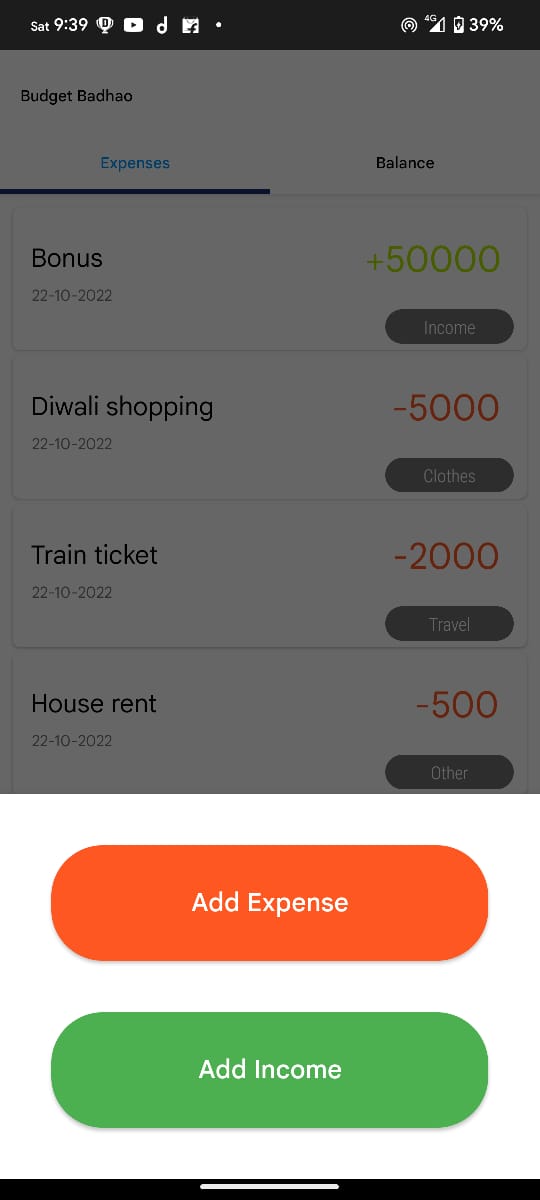 Sat 9:39
4G 39%
Budget Badhao
Expenses Balance
Bonus +50000
22-10-2022
Income
Diwali shopping -5000
22-10-2022
Clothes
Train ticket -2000
22-10-2022
Travel
House rent -500
22-10-2022
Other
Add Expense
Add Income